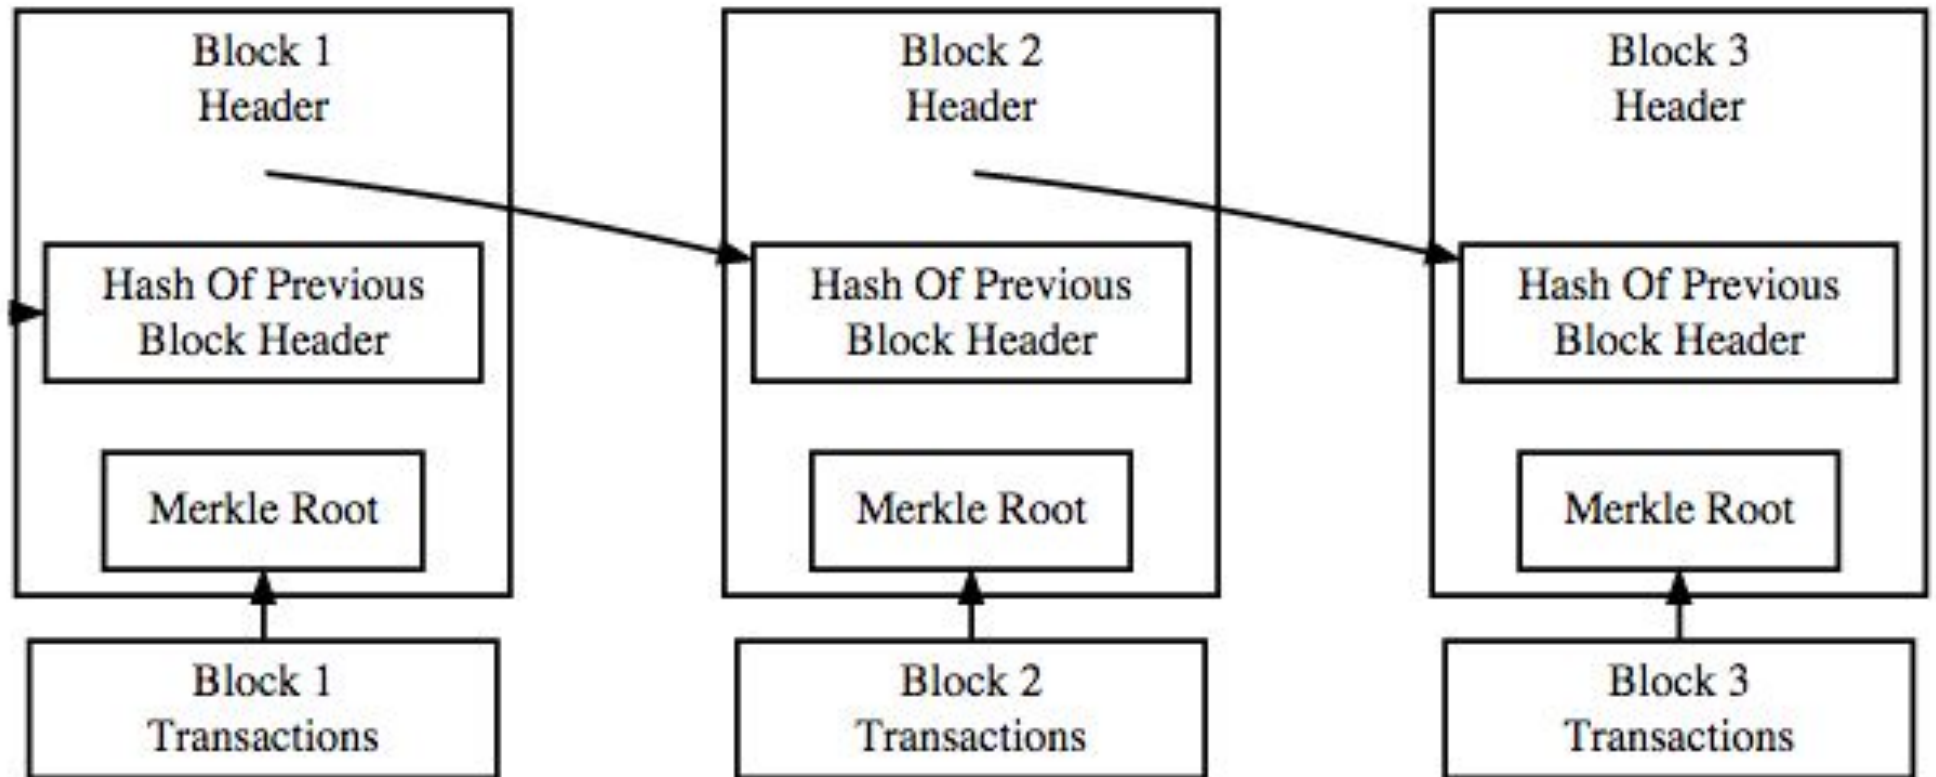 Block 1
Header
Hash Of Previous
Block Header
Merkle Root
Block 1
Transactions
Block 2
Header
Hash Of Previous
Block Header
Merkle Root
Block 2
Transactions
Block 3
Header
Hash Of Previous
Block Header
Merkle Root
Block 3
Transactions